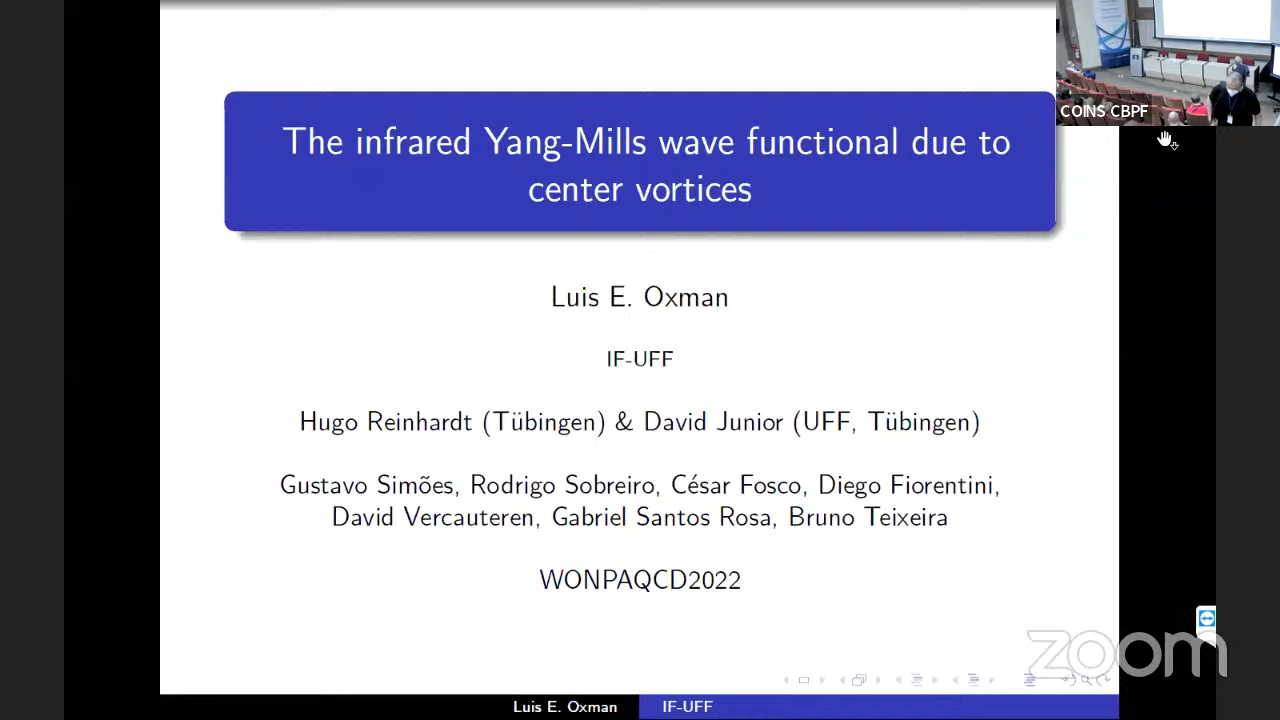 The infrared Yang-Mills wave functional due to
center vortices
Luis E. Oxman
IF-UFF
Hugo Reinhardt (Tübingen) & David Junior (UFF, Tübingen)
Gustavo Simões, Rodrigo Sobreiro, César Fosco, Diego Fiorentini,
David Vercauteren, Gabriel Santos Rosa, Bruno Teixeira
WONPAQCD2022
Luis E. Oxman IF-UFF
COINS CBPF
zoom